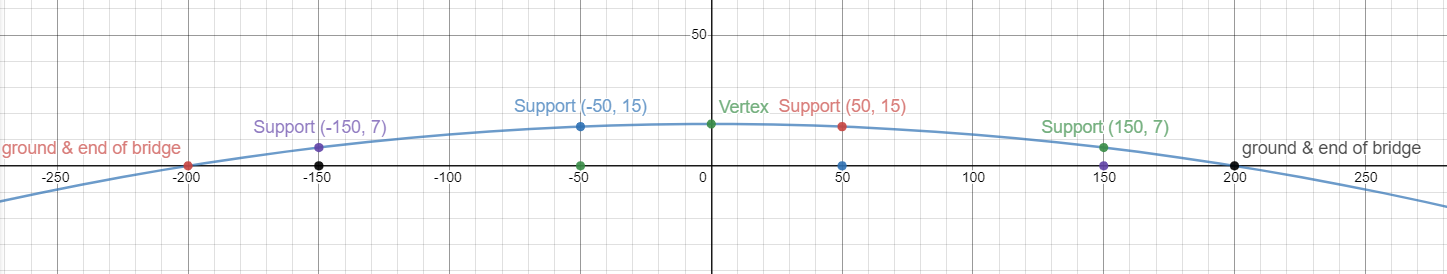 50
Support (-50, 15)
Vertex
Support (50, 15)
Support (-150, 7)
Support (150, 7)
ground & end of bridge
ground & end of bridge
-250
-200
-150
-100
-50
0
50
100
150
200
250